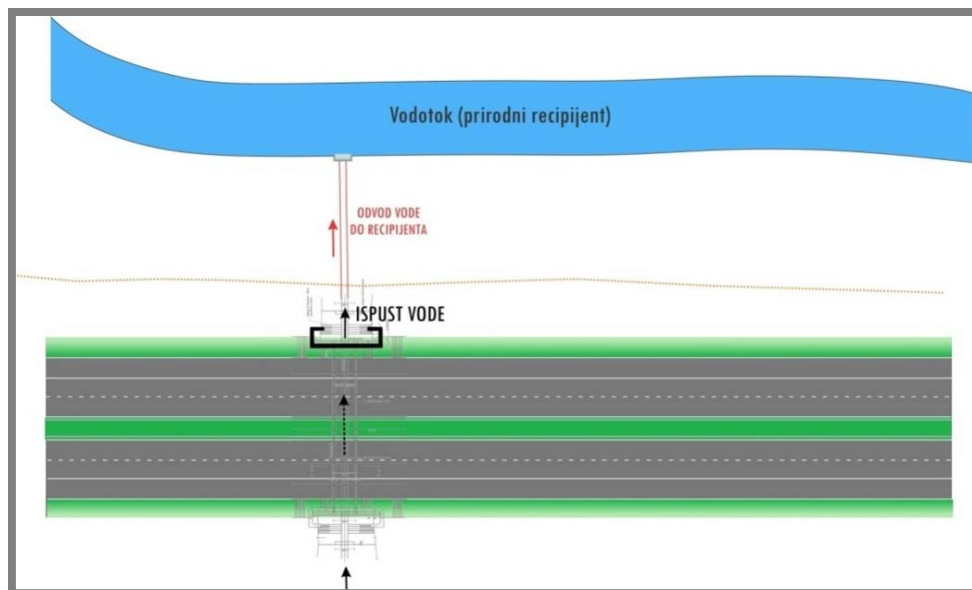 Vodotok (prirodni recipijent)
ODVOD VODE
DO RECIPIJENTA
ISPUST VODE